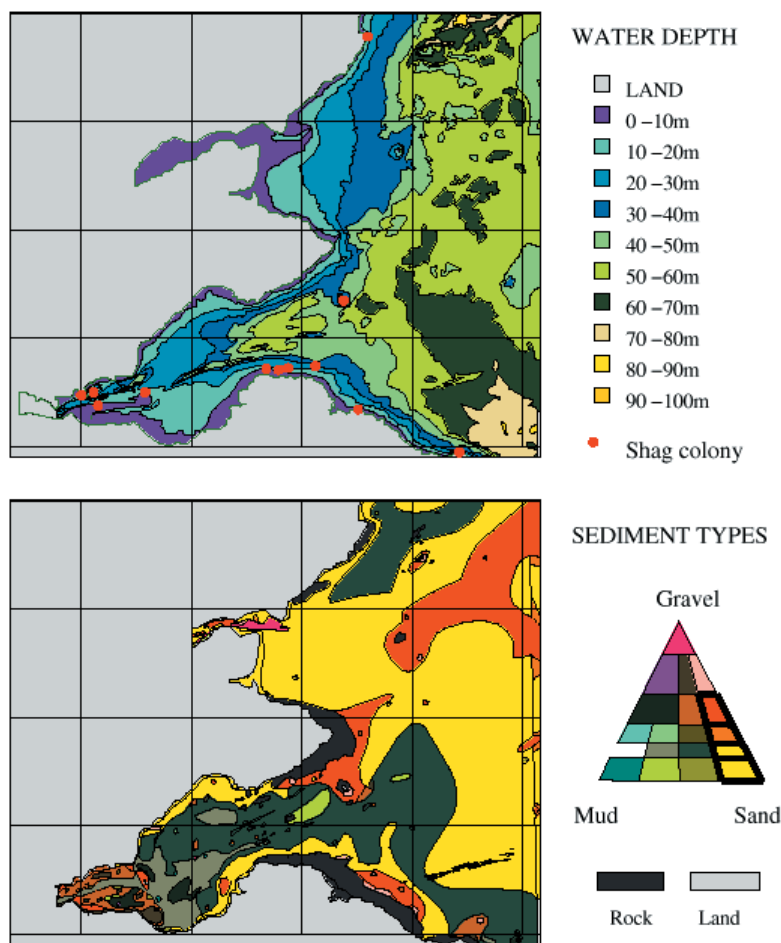 WATER DEPTH
LAND
0 –10m
10 –20m
20 –30m
30 –40m
40 –50m
50 –60m
60 –70m
70 –80m
80 –90m
90 –100m
Shag colony
SEDIMENT TYPES
Gravel
Mud Sand
Rock Land